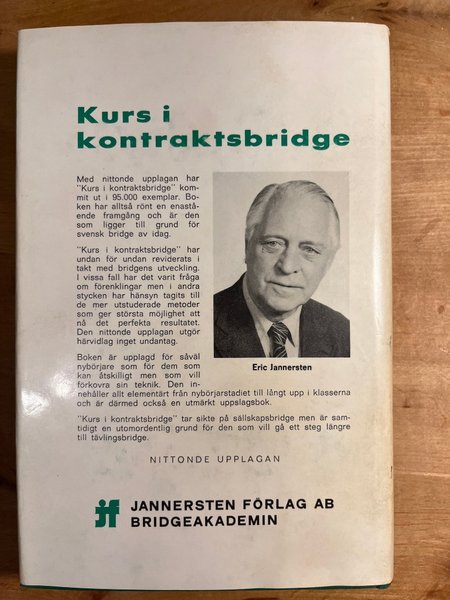 Kurs i
kontraktsbridge
Med nittonde upplagan har
"Kurs i kontraktsbridge" kom-
mit ut i 95.000 exemplar. Bo-
ken har alltså rönt en enastå-
ende framgång och är den
som ligger till grund för
svensk bridge av idag.
"Kurs i kontraktsbridge" har
undan för undan reviderats i
takt med bridgens utveckling.
I vissa fall har det varit fråga
om förenklingar men i andra
stycken har hänsyn tagits till
de mer utstuderade metoder
som ger största möjlighet att
nå det perfekta resultatet.
Den nittonde upplagan utgör
härvidlag inget undantag.
Eric Jannersten
Boken är upplagd för såväl
nybörjare som för dem som
kan åtskilligt men som vill
förkovra sin teknik. Den in-
nehåller allt elementärt från nybörjarstadiet till långt upp i klasserna
och är därmed också en utmärkt uppslagsbok.
"Kurs i kontraktsbridge" tar sikte på sällskapsbridge men är sam-
tidigt en utomordentlig grund för den som vill gå ett steg längre
till tävlingsbridge.
NITTONDE UPPLAGAN
jf JANNERSTEN FÖRLAG AB
BRIDGEAKADEMIN